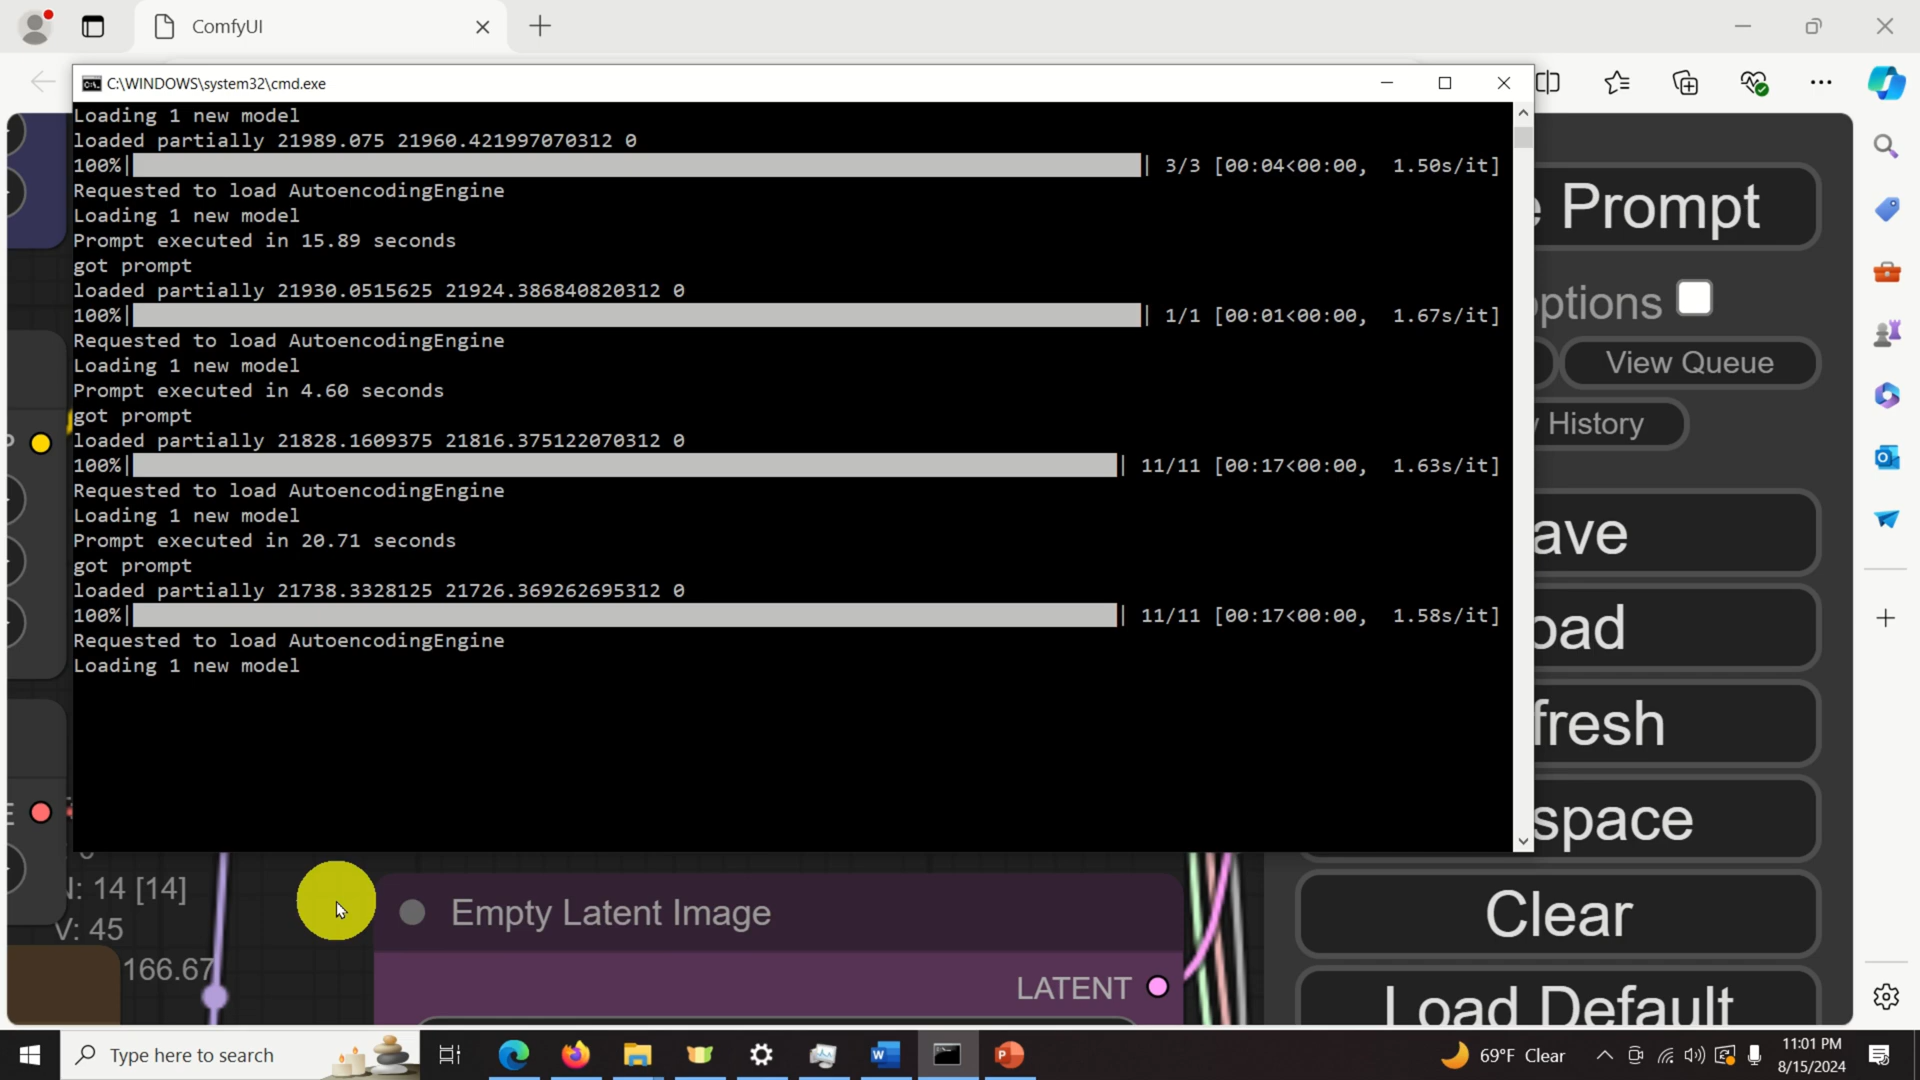 ComfyUI
C:\WINDOWS\system32\cmd.exe
Loading 1 new model
loaded partially 21989.075 21960.421997070312 0
100%| | 3/3 [00:04<00:00, 1.50s/it]
Requested to load AutoencodingEngine
Loading 1 new model
Prompt executed in 15.89 seconds
got prompt
loaded partially 21930.0515625 21924.386840820312 0
100%| | 1/1 [00:01<00:00, 1.67s/it]
Requested to load AutoencodingEngine
Loading 1 new model
Prompt executed in 4.60 seconds
got prompt
loaded partially 21828.1609375 21816.375122070312 0
100%| | 11/11 [00:17<00:00, 1.63s/it]
Requested to load AutoencodingEngine
Loading 1 new model
Prompt executed in 20.71 seconds
got prompt
loaded partially 21738.3328125 21726.369262695312 0
100%| | 11/11 [00:17<00:00, 1.58s/it]
Requested to load AutoencodingEngine
Loading 1 new model
Prompt
ptions
View Queue
History
ave
oad
fresh
space
Clear
Load Default
N: 14 [14]
V: 45
166.67
Empty Latent Image
LATENT
Type here to search
69°F Clear
11:01 PM
8/15/2024